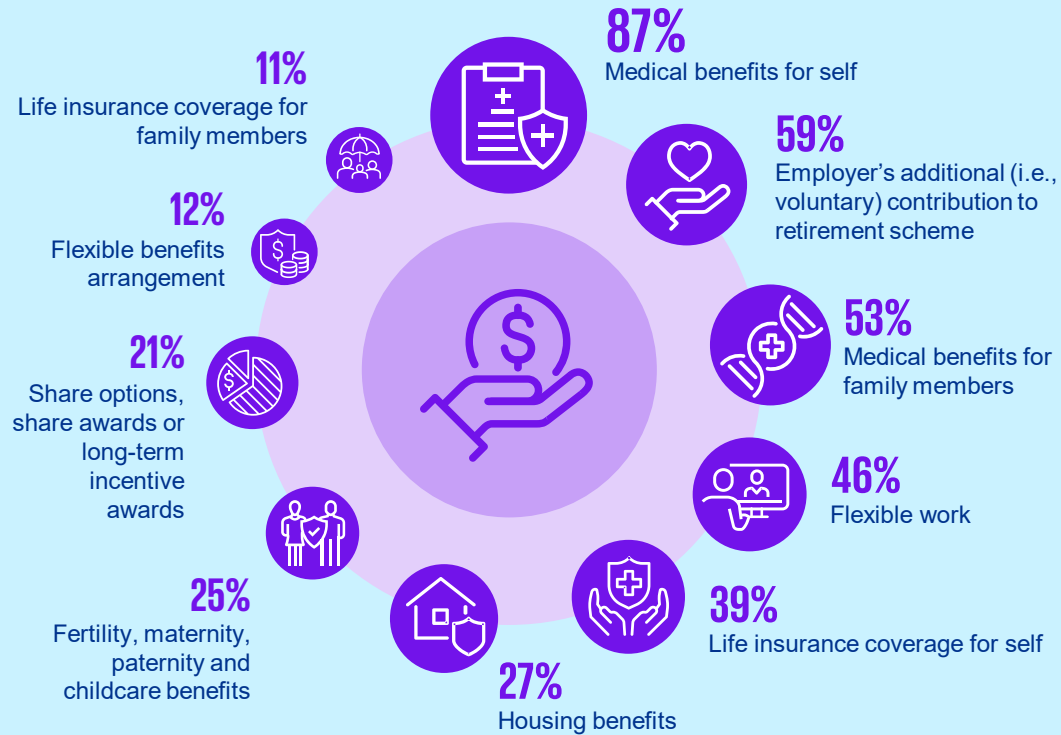 87%
Medical benefits for self
59%
Employer's additional (i.e.,
voluntary) contribution to
retirement scheme
53%
Medical benefits for
family members
46%
Flexible work
39%
Life insurance coverage for self
27%
Housing benefits
25%
Fertility, maternity,
paternity and
childcare benefits
21%
Share options,
share awards or
long-term
incentive
awards
12%
Flexible benefits
arrangement
11%
Life insurance coverage for
family members
$
$
$